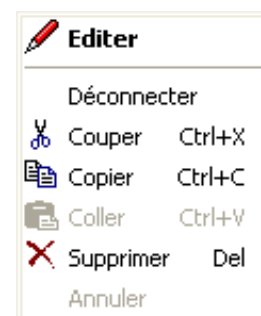 Editer
Déconnecter
Couper Ctrl+X
Copier Ctrl+C
Coller Ctrl+V
Supprimer Del
Annuler